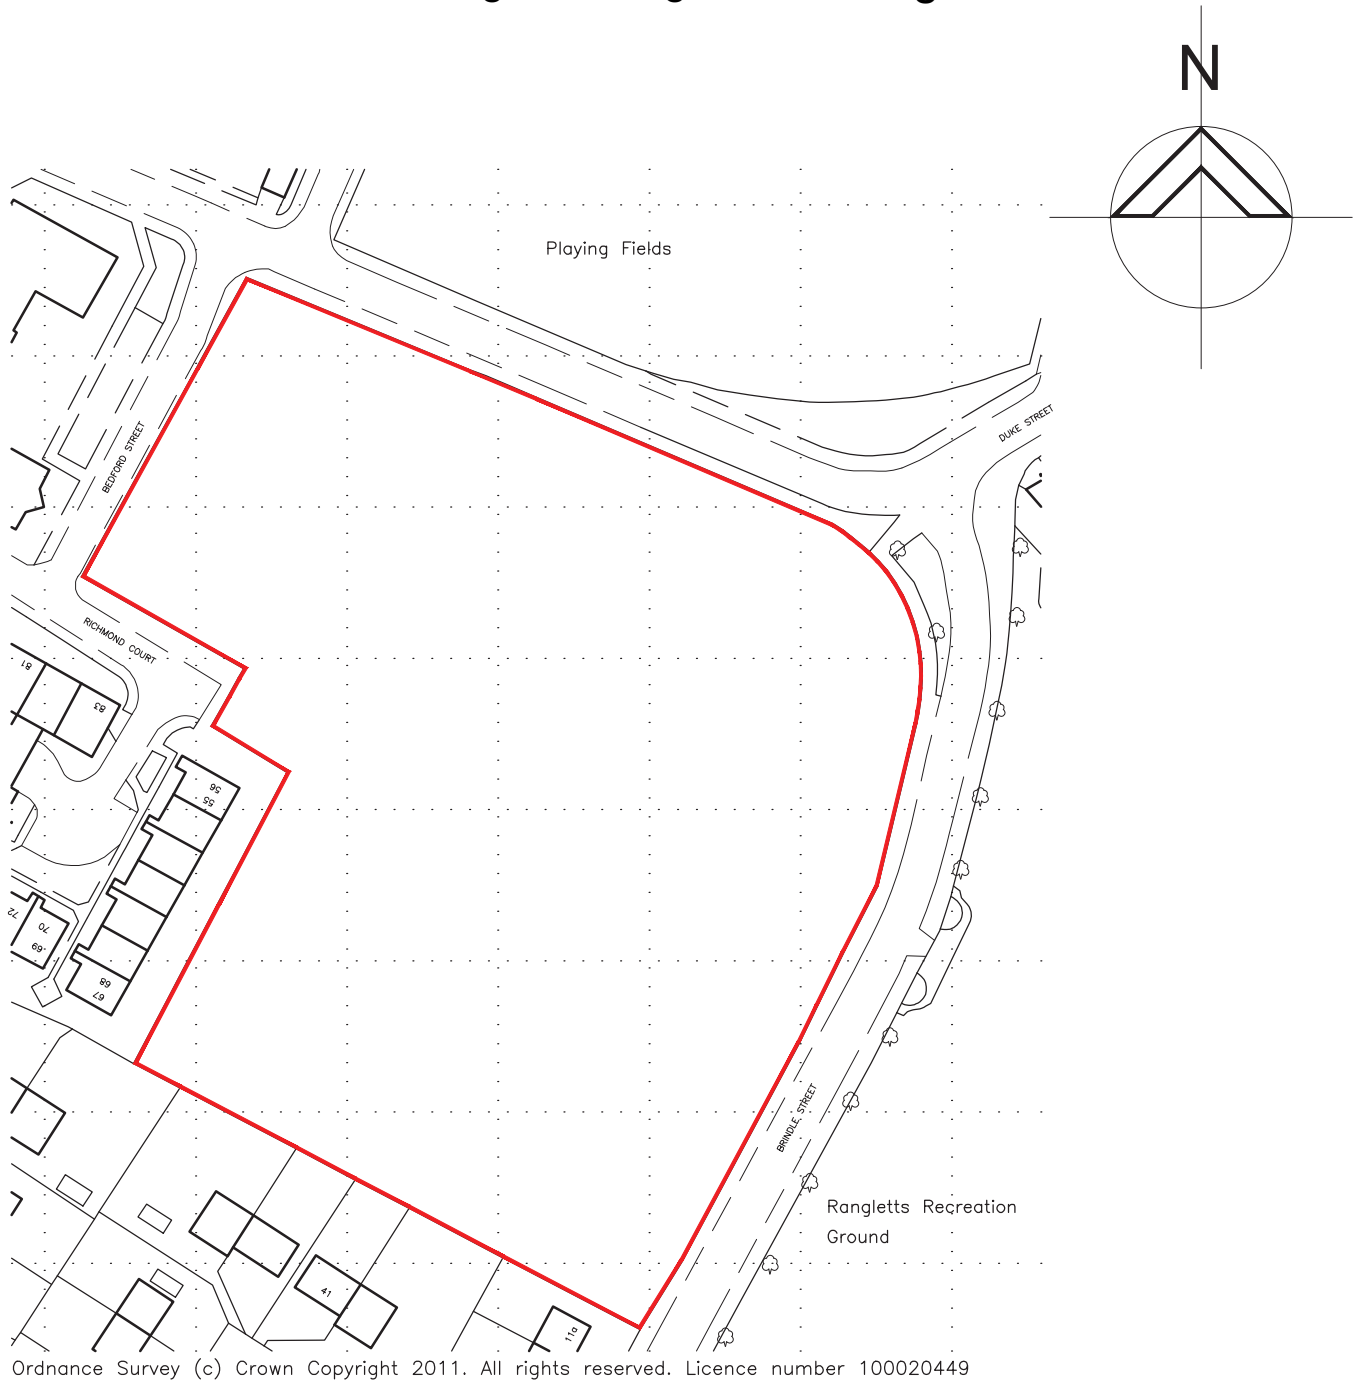 N
Playing Fields
DUKE STREET
BEDFORD STREET
RICHMOND COURT
81
83
56
55
72
70
69
68
67
BRINDLE STREET
Rangletts Recreation
Ground
41
11a
Ordnance Survey (c) Crown Copyright 2011. All rights reserved. Licence number 100020449